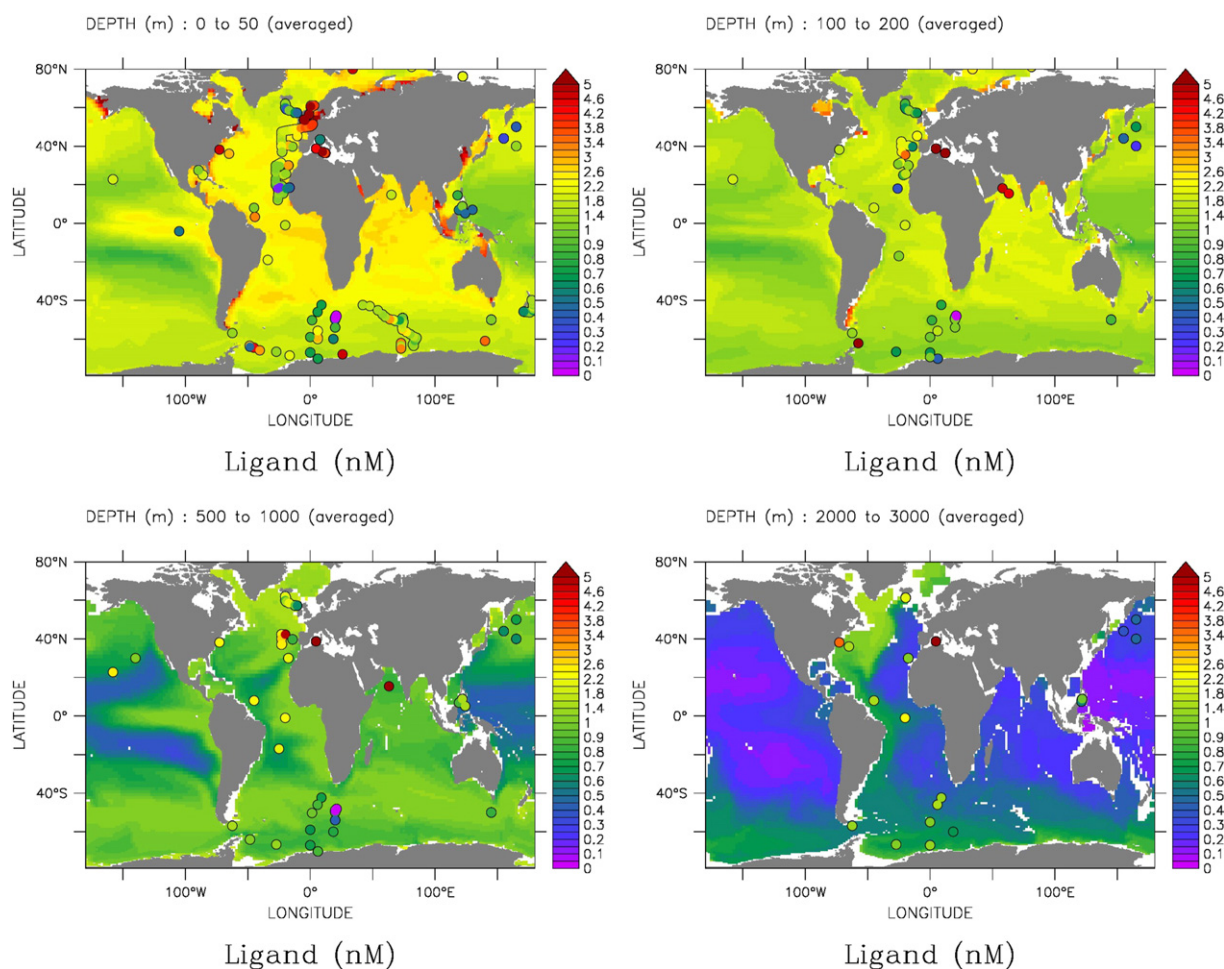 DEPTH (m) : 0 to 50 (averaged)
80°N
40°N
0°
40°S
LATITUDE
100°W 0° 100°E
LONGITUDE
5
4.6
4.2
3.8
3.4
3
2.6
2.2
1.8
1.4
1
0.9
0.8
0.7
0.6
0.5
0.4
0.3
0.2
0.1
0
Ligand (nM)
DEPTH (m) : 100 to 200 (averaged)
80°N
40°N
0°
40°S
LATITUDE
100°W 0° 100°E
LONGITUDE
5
4.6
4.2
3.8
3.4
3
2.6
2.2
1.8
1.4
1
0.9
0.8
0.7
0.6
0.5
0.4
0.3
0.2
0.1
0
Ligand (nM)
DEPTH (m) : 500 to 1000 (averaged)
80°N
40°N
0°
40°S
LATITUDE
100°W 0° 100°E
LONGITUDE
5
4.6
4.2
3.8
3.4
3
2.6
2.2
1.8
1.4
1
0.9
0.8
0.7
0.6
0.5
0.4
0.3
0.2
0.1
0
Ligand (nM)
DEPTH (m) : 2000 to 3000 (averaged)
80°N
40°N
0°
40°S
LATITUDE
100°W 0° 100°E
LONGITUDE
5
4.6
4.2
3.8
3.4
3
2.6
2.2
1.8
1.4
1
0.9
0.8
0.7
0.6
0.5
0.4
0.3
0.2
0.1
0
Ligand (nM)